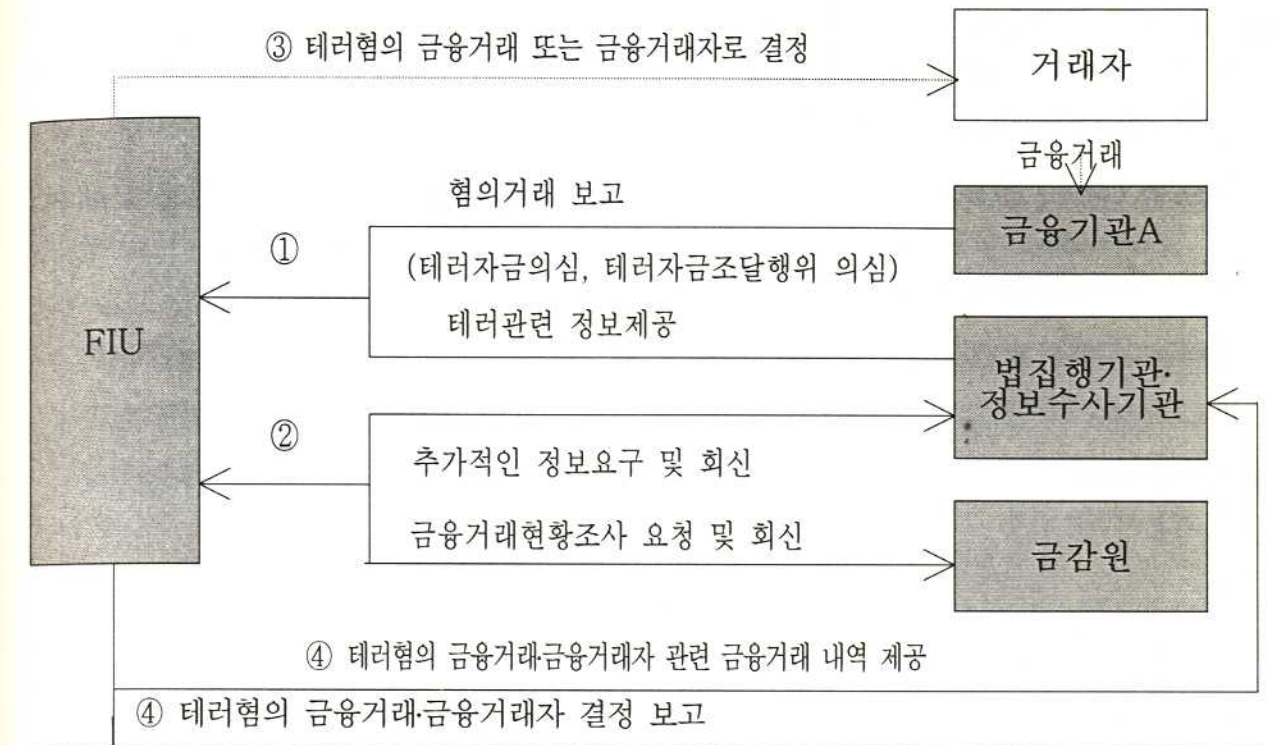 ③ 테러혐의 금융거래 또는 금융거래자로 결정
거래자
금융거래
혐의거래 보고
금융기관A
①
(테러자금의심, 테러자금조달행위 의심)
테러관련 정보제공
FIU
법집행기관·
정보수사기관
②
추가적인 정보요구 및 회신
금융거래현황조사 요청 및 회신
금감원
④ 테러혐의 금융거래·금융거래자 관련 금융거래 내역 제공
④ 테러혐의 금융거래·금융거래자 결정 보고